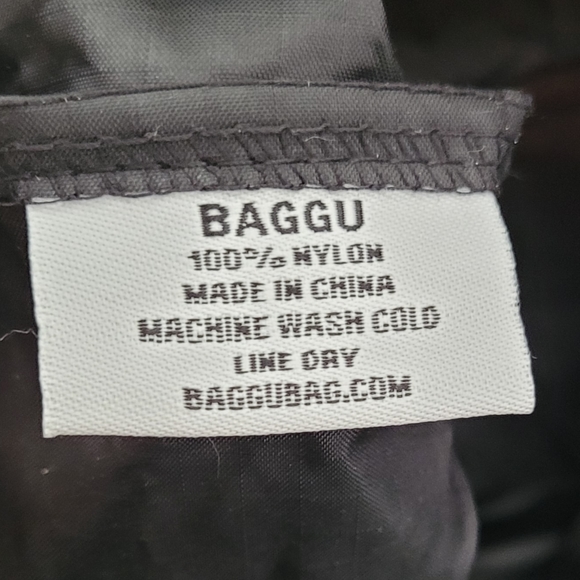 BAGGU
100% NYLON
MADE IN CHINA
MACHINE WASH COLD
LINE DRY
BAGGUBAG.COM